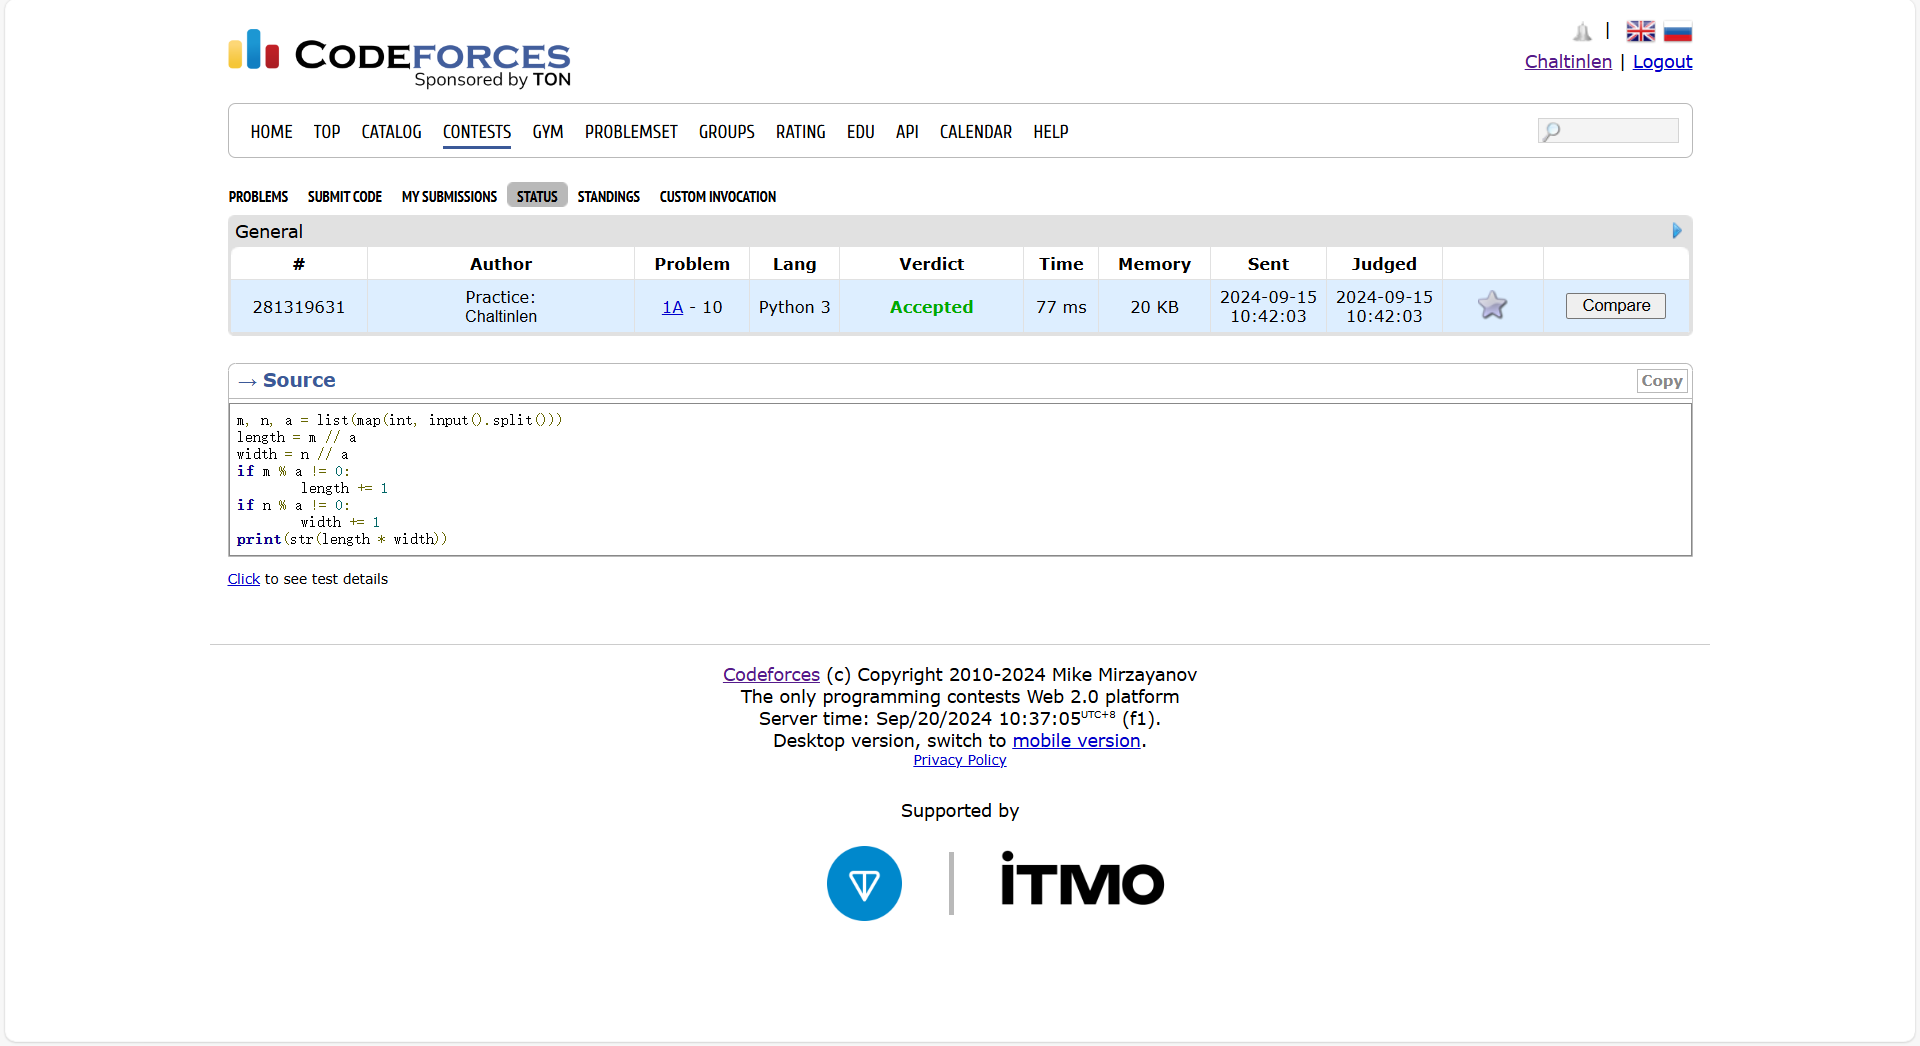 CODEFORCES
Sponsored by TON
|
Chaltinlen | Logout
HOME TOP CATALOG CONTESTS GYM PROBLEMSET GROUPS RATING EDU API CALENDAR HELP
PROBLEMS SUBMIT CODE MY SUBMISSIONS STATUS STANDINGS CUSTOM INVOCATION
General
# Author Problem Lang Verdict Time Memory Sent Judged
281319631 Practice: Chaltinlen 1A - 10 Python 3 Accepted 77 ms 20 KB 2024-09-15 10:42:03 2024-09-15 10:42:03 Compare
→ Source Copy
m, n, a = list(map(int, input().split()))
length = m // a
width = n // a
if m % a != 0:
        length += 1
if n % a != 0:
        width += 1
print(str(length * width))
Click to see test details
Codeforces (c) Copyright 2010-2024 Mike Mirzayanov
The only programming contests Web 2.0 platform
Server time: Sep/20/2024 10:37:05UTC+8 (f1).
Desktop version, switch to mobile version.
Privacy Policy
Supported by
iTMO